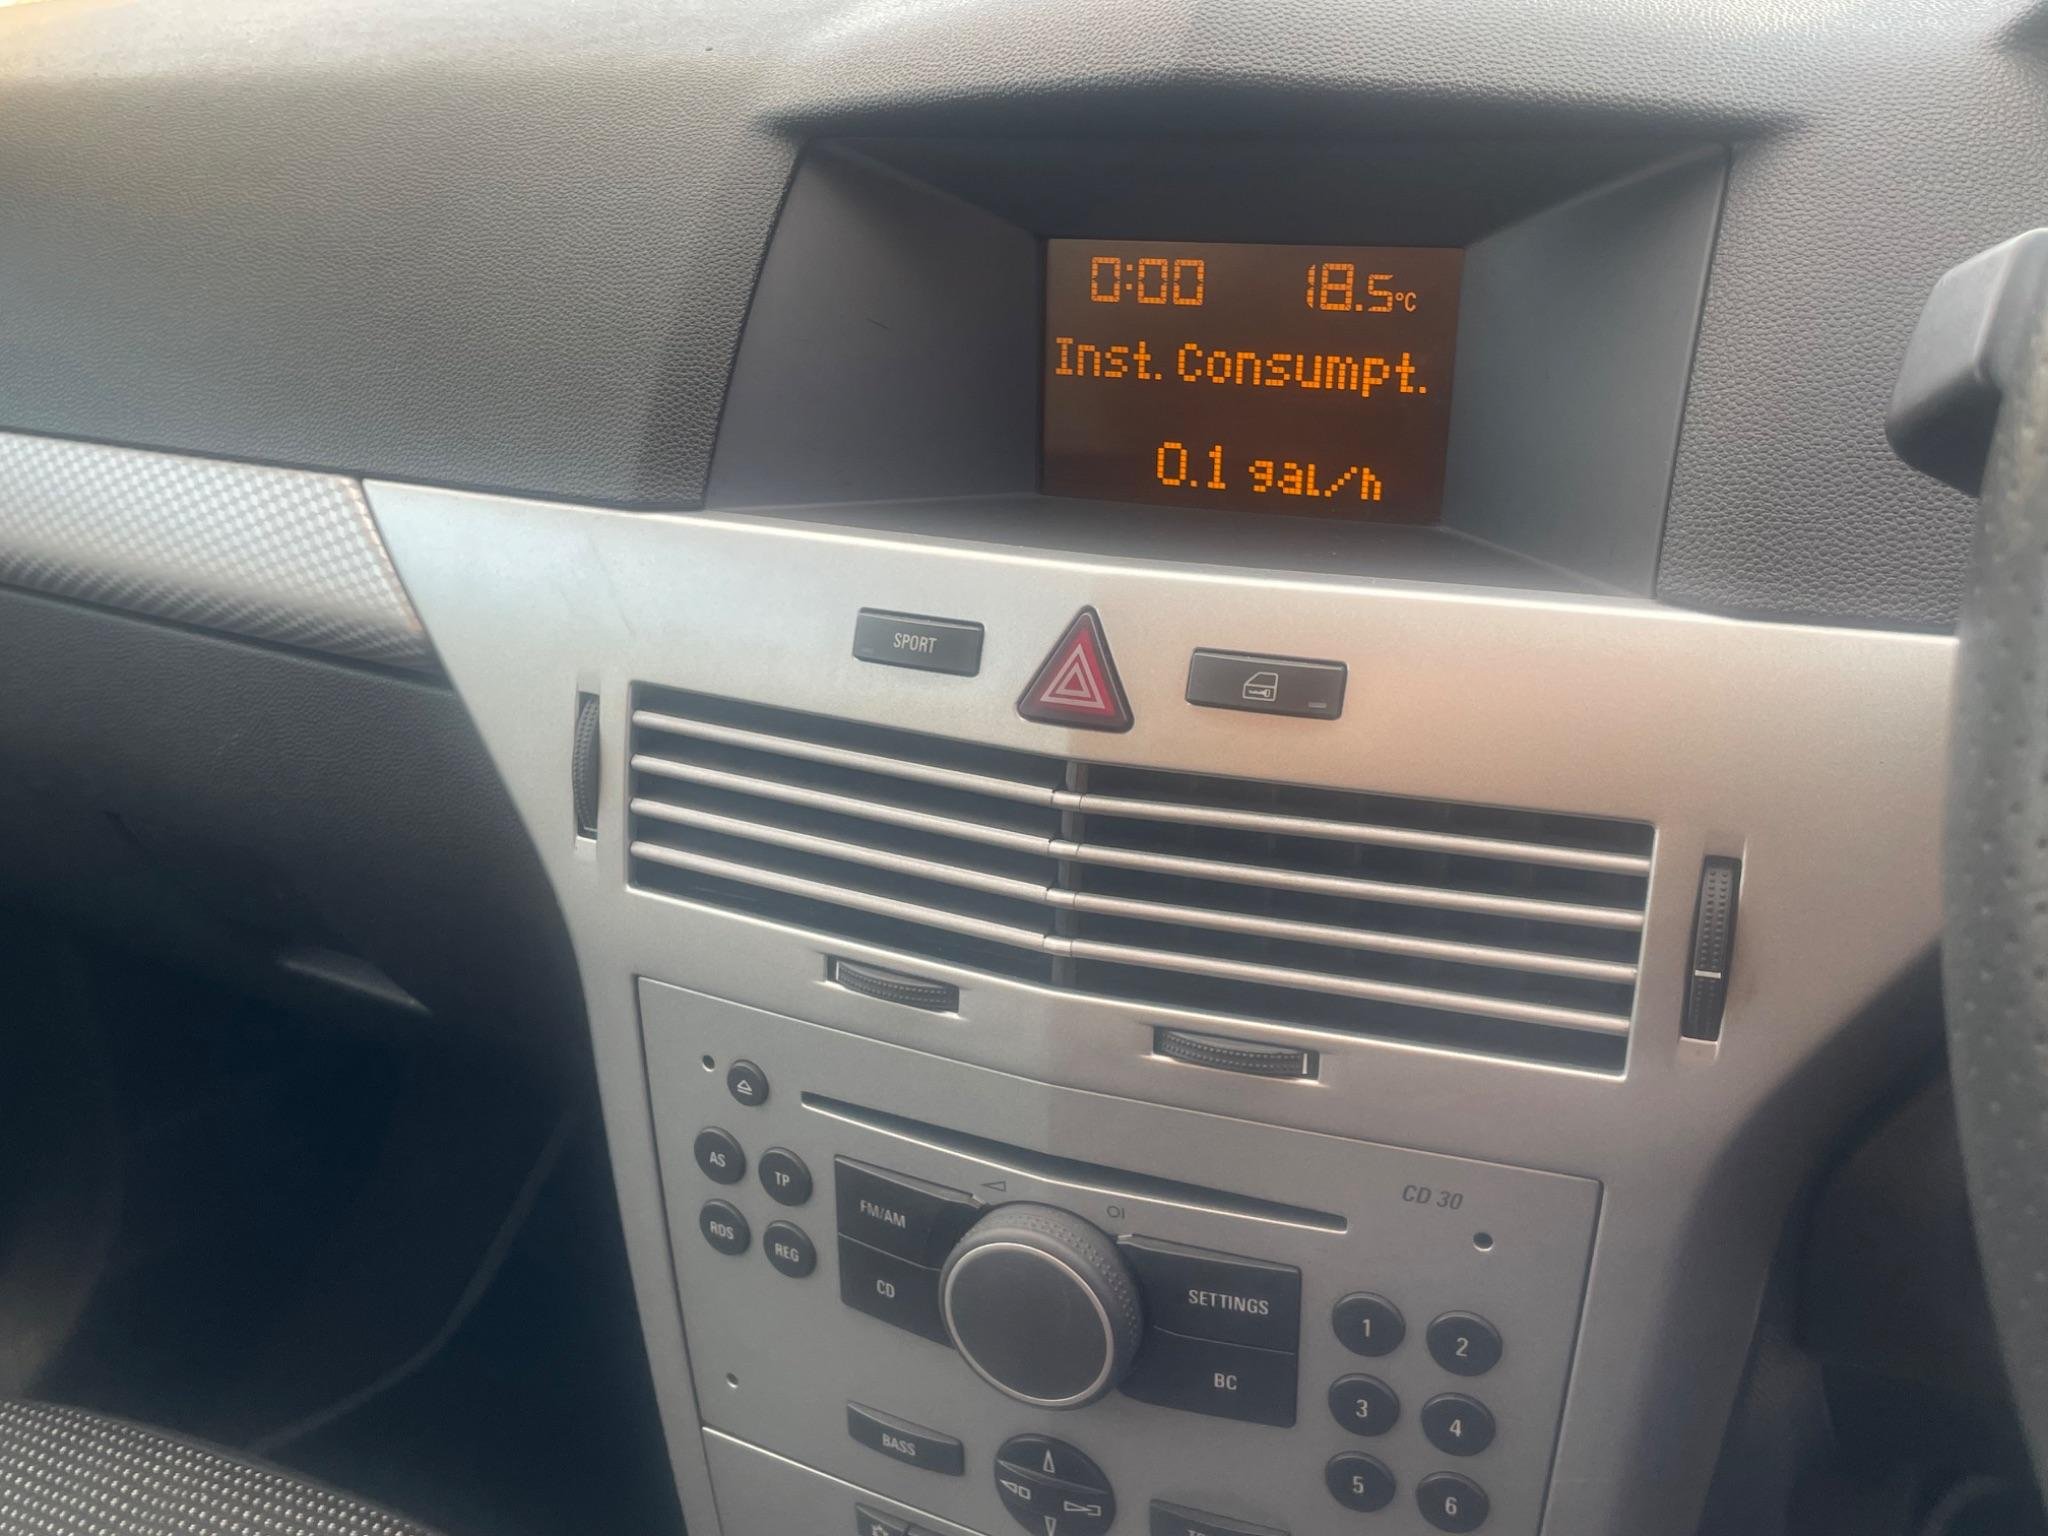 0:00 18.5°C
Inst. Consumpt.
0.1 gal/h
SPORT
CD 30
AS
TP
FM/AM
RDS
REG
CD
SETTINGS
BC
1
2
3
4
BASS
5
6